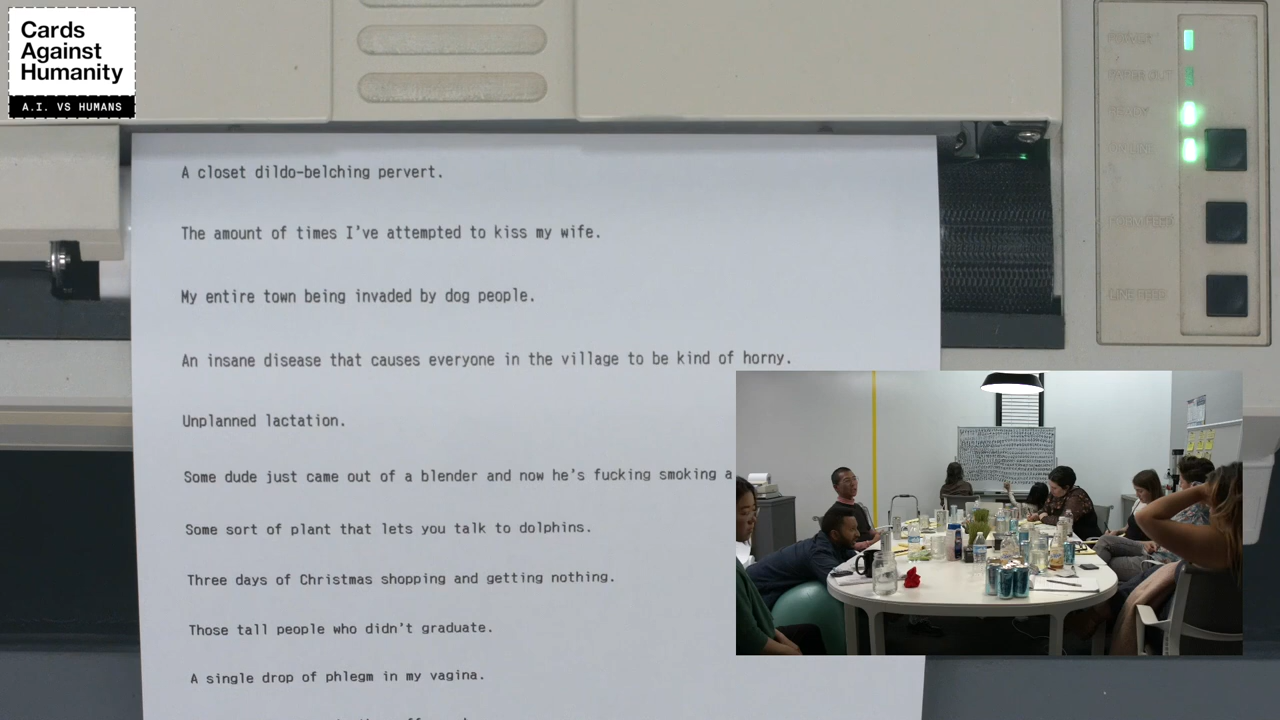 Cards
Against
Humanity
A.I. VS HUMANS
A closet dildo-belching pervert.
The amount of times I've attempted to kiss my wife.
My entire town being invaded by dog people.
An insane disease that causes everyone in the village to be kind of horny.
Unplanned lactation.
Some dude just came out of a blender and now he's fucking smoking a
Some sort of plant that lets you talk to dolphins.
Three days of Christmas shopping and getting nothing.
Those tall people who didn't graduate.
A single drop of phlegm in my vagina.